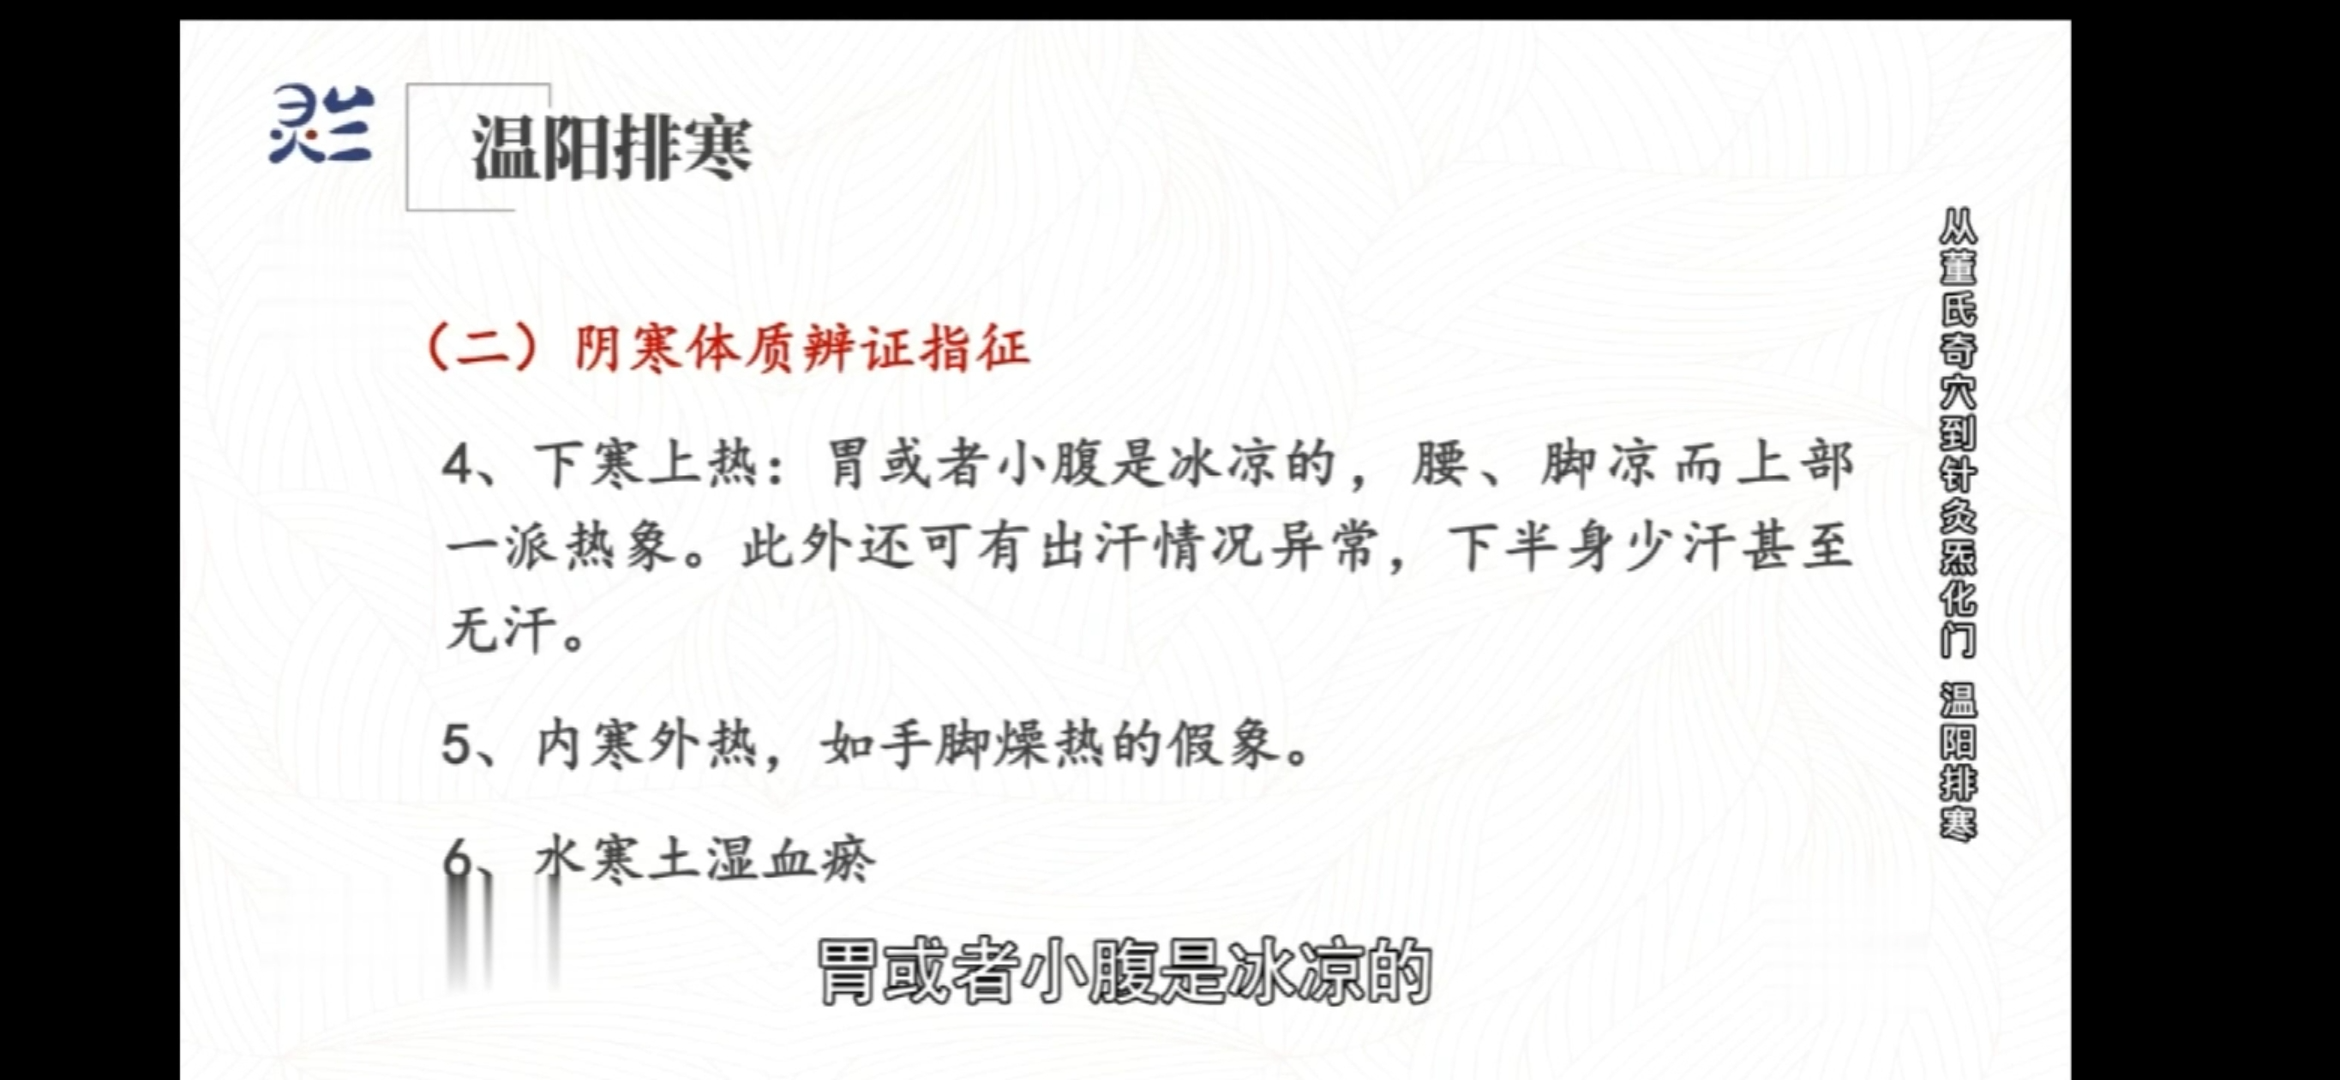 温阳排寒
（二）阴寒体质辨证指征
4、下寒上热：胃或者小腹是冰凉的，腰、脚凉而上部
一派热象。此外还可有出汗情况异常，下半身少汗甚至
无汗。
5、内寒外热，如手脚燥热的假象。
6、水寒土湿血瘀
胃或者小腹是冰凉的
从董氏奇穴到针灸炁化门 温阳排寒